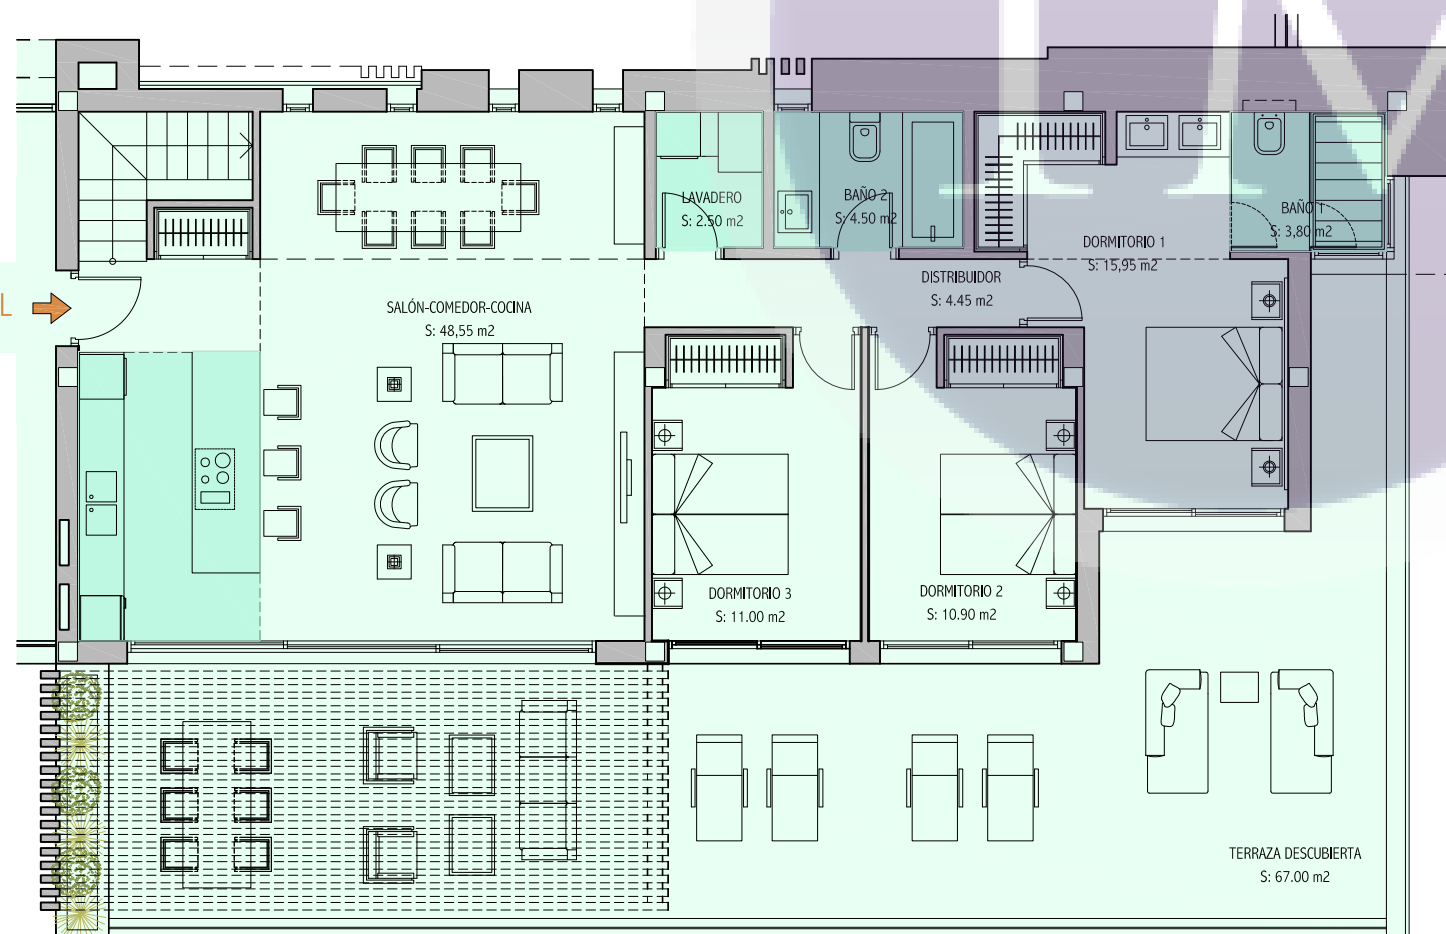 LAVADERO
S: 2.50 m2
BAÑO 2
S: 4.50 m2
BAÑO 1
S: 3,80 m2
DORMITORIO 1
S: 15,95 m2
DISTRIBUIDOR
S: 4.45 m2
L
SALÓN-COMEDOR-COCINA
S: 48,55 m2
DORMITORIO 3
S: 11.00 m2
DORMITORIO 2
S: 10.90 m2
TERRAZA DESCUBIERTA
S: 67.00 m2